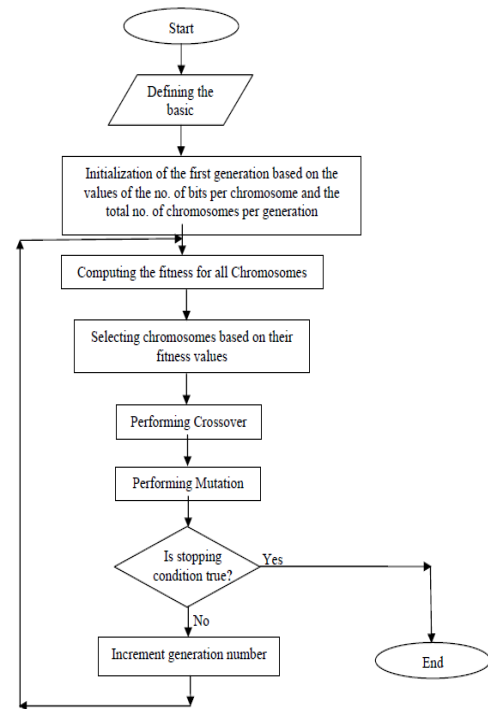 Start
Defining the
basic
Initialization of the first generation based on the
values of the no. of bits per chromosome and the
total no. of chromosomes per generation
Computing the fitness for all Chromosomes
Selecting chromosomes based on their
fitness values
Performing Crossover
Performing Mutation
Is stopping
condition true?
Yes
No
Increment generation number
End